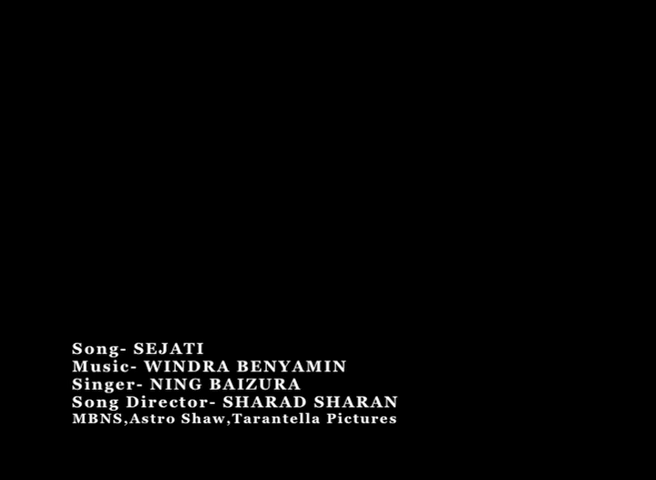 Song- SEJATI
Music- WINDRA BENYAMIN
Singer- NING BAIZURA
Song Director- SHARAD SHARAN
MBNS,Astro Shaw,Tarantella Pictures